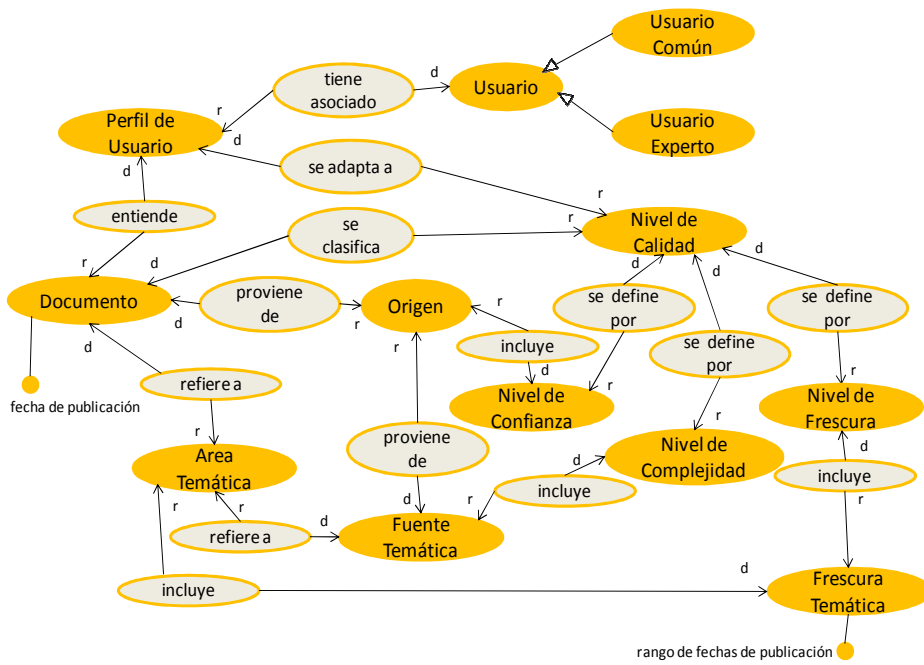 Usuario
Común
tiene
asociado
d
Usuario
r
Perfil de
Usuario
d
Usuario
Experto
se adapta a
d
r
entiende
se
clasifica
r
Nivel de
Calidad
r
d
d
d
d
Documento
proviene
de
Origen
r
se define
por
se define
por
d
r
incluye
se define
por
d
refiere a
r
d
fecha de publicación
Nivel de
Confianza
r
r
Nivel de
Frescura
r
proviene
de
r
d
Area
Temática
d
Nivel de
Complejidad
incluye
r
r
r
incluye
r
d
d
refiere a
Fuente
Temática
d
incluye
Frescura
Temática
rango de fechas de publicación